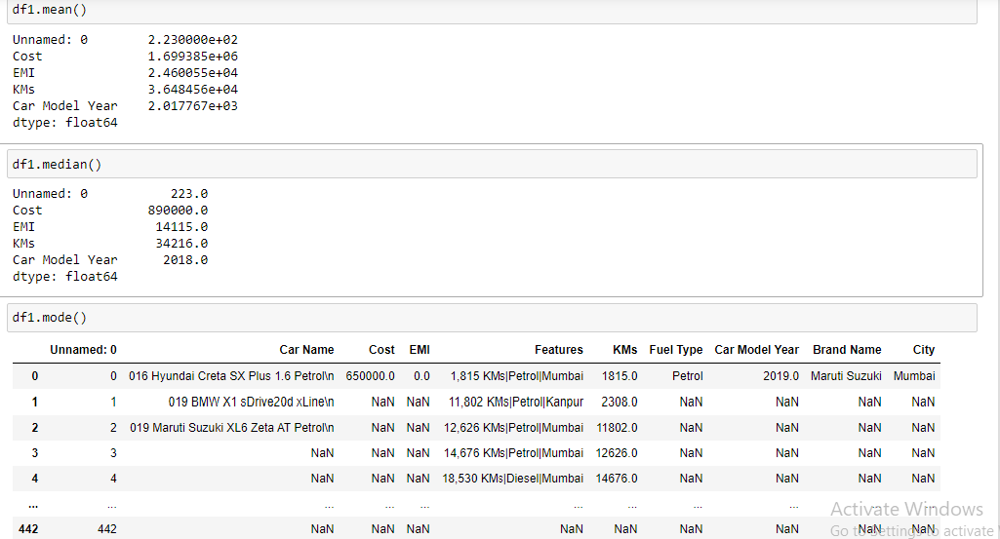 df1.mean()
Unnamed: 0 2.230000e+02
Cost 1.699385e+06
EMI 2.460055e+04
KMs 3.648456e+04
Car Model Year 2.017767e+03
dtype: float64
df1.median()
Unnamed: 0 223.0
Cost 890000.0
EMI 14115.0
KMs 34216.0
Car Model Year 2018.0
dtype: float64
df1.mode()
Unnamed: 0 Car Name Cost EMI Features KMs Fuel Type Car Model Year Brand Name City
0 0 016 Hyundai Creta SX Plus 1.6 Petrol\n 650000.0 0.0 1,815 KMs|Petrol|Mumbai 1815.0 Petrol 2019.0 Maruti Suzuki Mumbai
1 1 019 BMW X1 sDrive20d xLine\n NaN NaN 11,802 KMs|Petrol|Kanpur 2308.0 NaN NaN NaN NaN
2 2 019 Maruti Suzuki XL6 Zeta AT Petrol\n NaN NaN 12,626 KMs|Petrol|Mumbai 11802.0 NaN NaN NaN NaN
3 3 NaN NaN NaN 14,676 KMs|Petrol|Mumbai 12626.0 NaN NaN NaN NaN
4 4 NaN NaN NaN 18,530 KMs|Diesel|Mumbai 14676.0 NaN NaN NaN NaN
... ... ... ... ... ... ... ... ... ... ...
442 442 NaN NaN NaN NaN NaN NaN NaN NaN NaN
Activate Windows
Go to Settings to activate